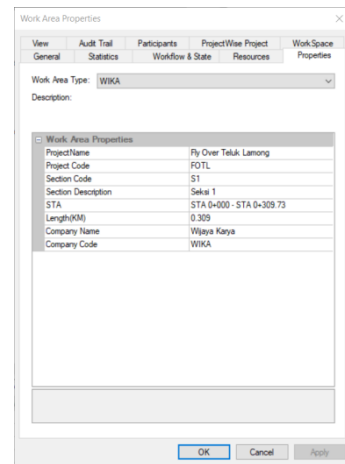 Work Area Properties
View Audit Trail Participants ProjectWise Project WorkSpace
General Statistics Workflow & State Resources Properties
Work Area Type: WIKA
Description:
Work Area Properties
ProjectName Fly Over Teluk Lamong
Project Code FOTL
Section Code S1
Section Description Seksi 1
STA STA 0+000 - STA 0+309.73
Length(KM) 0.309
Company Name Wijaya Karya
Company Code WIKA
OK Cancel Apply